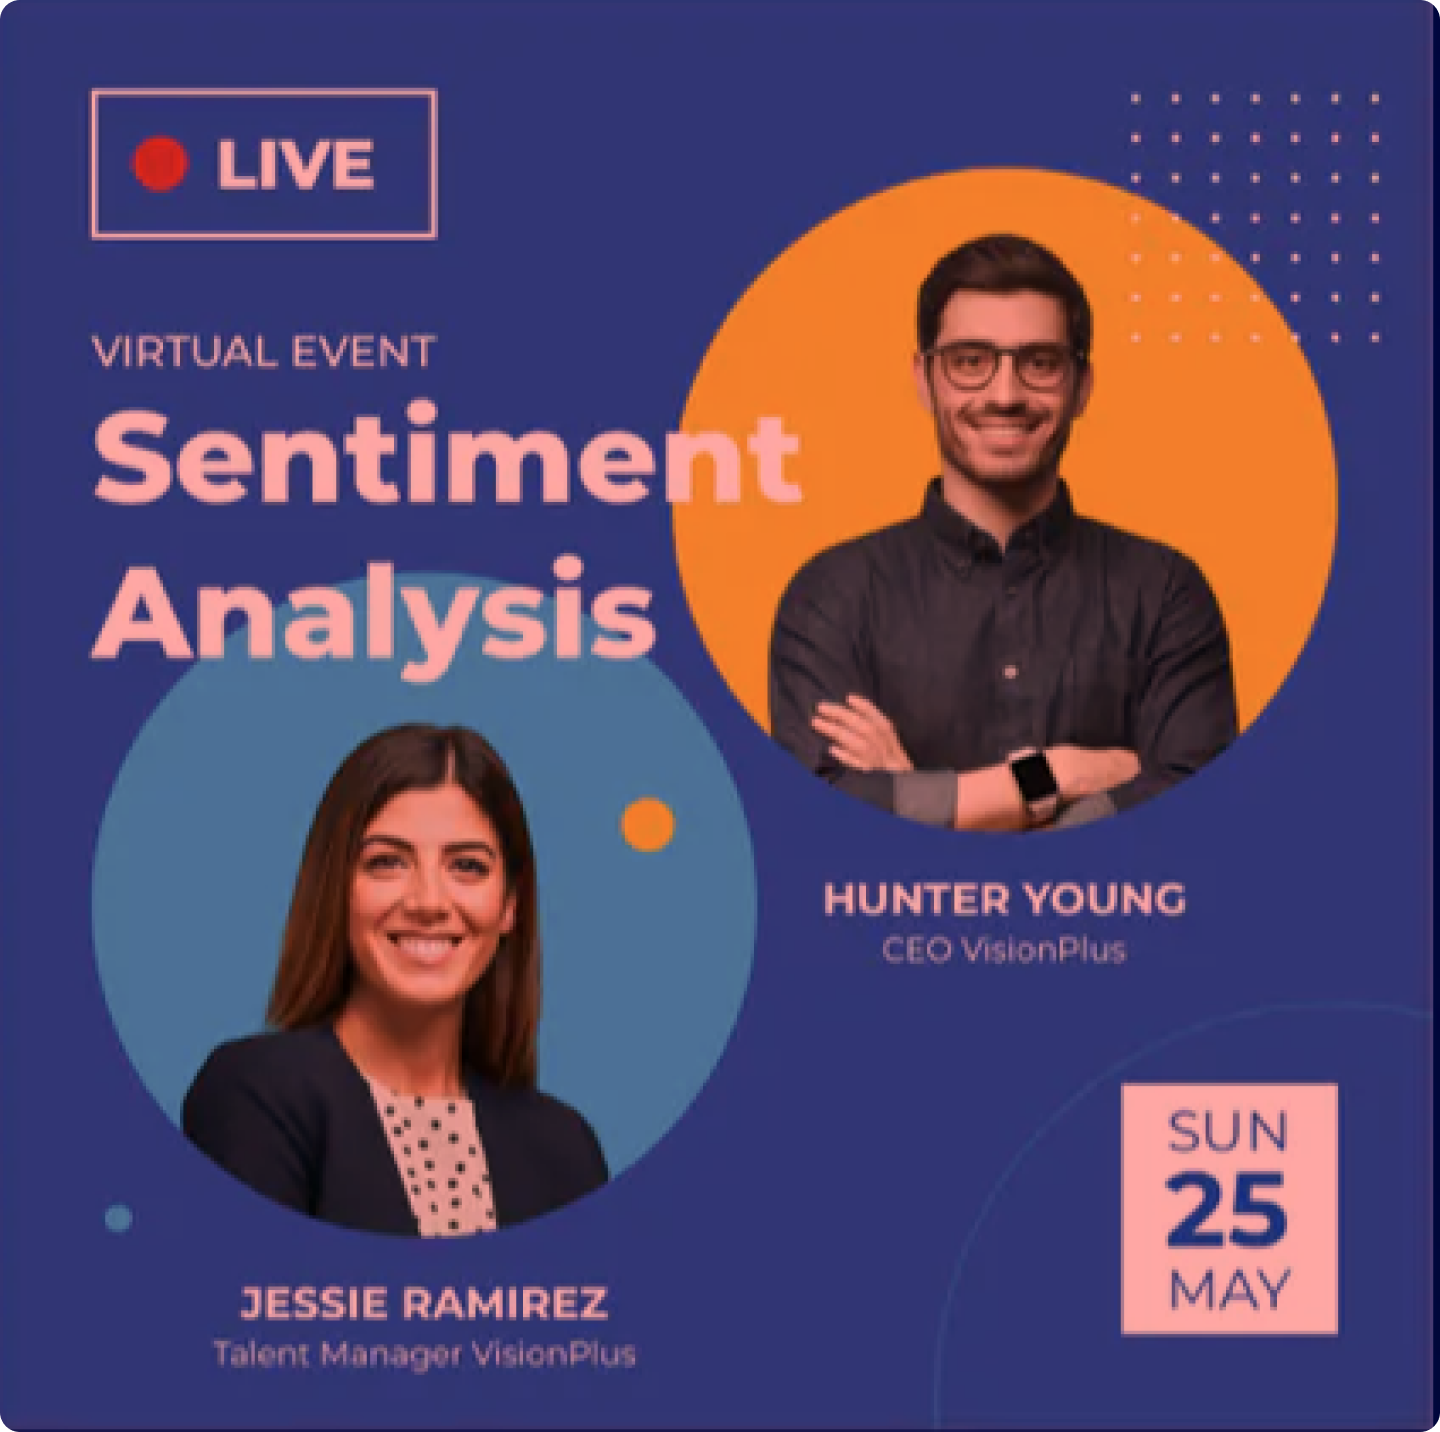 LIVE
VIRTUAL EVENT
Sentiment
Analysis
HUNTER YOUNG
CEO VisionPlus
JESSIE RAMIREZ
Talent Manager VisionPlus
SUN
25
MAY